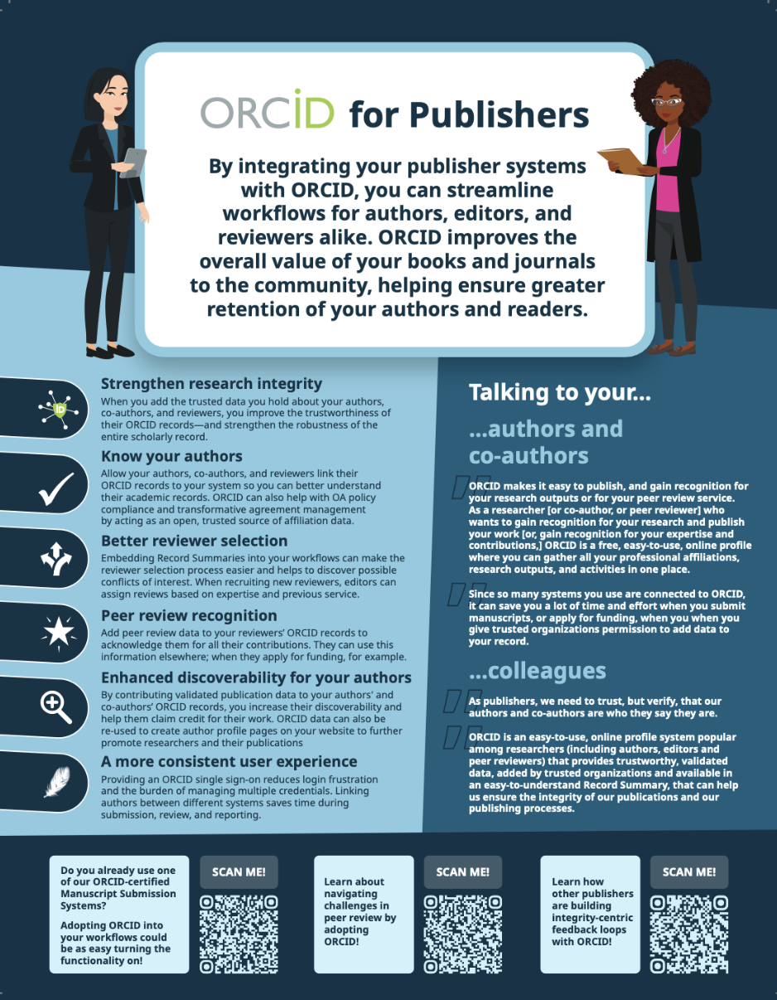 ORCID for Publishers
By integrating your publisher systems
with ORCID, you can streamline
workflows for authors, editors, and
reviewers alike. ORCID improves the
overall value of your books and journals
to the community, helping ensure greater
retention of your authors and readers.
iD
Strengthen research integrity
When you add the trusted data you hold about your authors,
co-authors, and reviewers, you improve the trustworthiness of
their ORCID records—and strengthen the robustness of the
entire scholarly record.
Know your authors
Allow your authors, co-authors, and reviewers link their
ORCID records to your system so you can better understand
their academic records. ORCID can also help with OA policy
compliance and transformative agreement management
by acting as an open, trusted source of affiliation data.
Better reviewer selection
Embedding Record Summaries into your workflows can make the
reviewer selection process easier and helps to discover possible
conflicts of interest. When recruiting new reviewers, editors can
assign reviews based on expertise and previous service.
Peer review recognition
Add peer review data to your reviewers' ORCID records to
acknowledge them for all their contributions. They can use this
information elsewhere; when they apply for funding, for example.
Enhanced discoverability for your authors
By contributing validated publication data to your authors' and
co-authors' ORCID records, you increase their discoverability and
help them claim credit for their work. ORCID data can also be
re-used to create author profile pages on your website to further
promote researchers and their publications
A more consistent user experience
Providing an ORCID single sign-on reduces login frustration
and the burden of managing multiple credentials. Linking
authors between different systems saves time during
submission, review, and reporting.
Talking to your...
...authors and
co-authors
ORCID makes it easy to publish, and gain recognition for
your research outputs or for your peer review service.
As a researcher [or co-author, or peer reviewer] who
wants to gain recognition for your research and publish
your work [or, gain recognition for your expertise and
contributions,] ORCID is a free, easy-to-use, online profile
where you can gather all your professional affiliations,
research outputs, and activities in one place.
Since so many systems you use are connected to ORCID,
it can save you a lot of time and effort when you submit
manuscripts, or apply for funding, when you when you
give trusted organizations permission to add data to
your record.
...colleagues
As publishers, we need to trust, but verify, that our
authors and co-authors are who they say they are.
ORCID is an easy-to-use, online profile system popular
among researchers (including authors, editors and
peer reviewers) that provides trustworthy, validated
data, added by trusted organizations and available in
an easy-to-understand Record Summary, that can help
us ensure the integrity of our publications and our
publishing processes.
Do you already use one
of our ORCID-certified
Manuscript Submission
Systems?
Adopting ORCID into
your workflows could
be as easy turning the
functionality on!
SCAN ME!
Learn about
navigating
challenges in
peer review by
adopting
ORCID!
SCAN ME!
Learn how
other publishers
are building
integrity-centric
feedback loops
with ORCID!
SCAN ME!